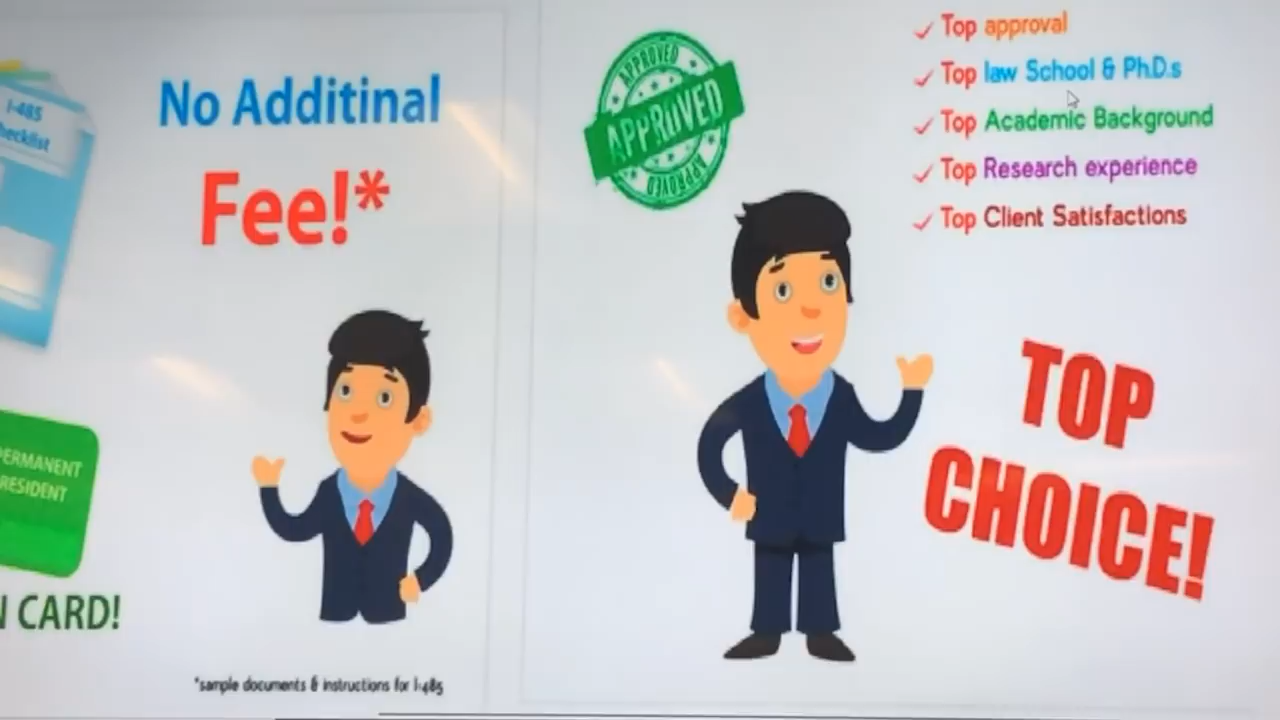 I-485
hecklist
No Additinal
Fee!*
PERMANENT
RESIDENT
N CARD!
*sample documents & instructions for I-485
APPROVED
APPROVED
APPROVED
Top approval
Top law School & Ph.D.s
Top Academic Background
Top Research experience
Top Client Satisfactions
TOP
CHOICE!